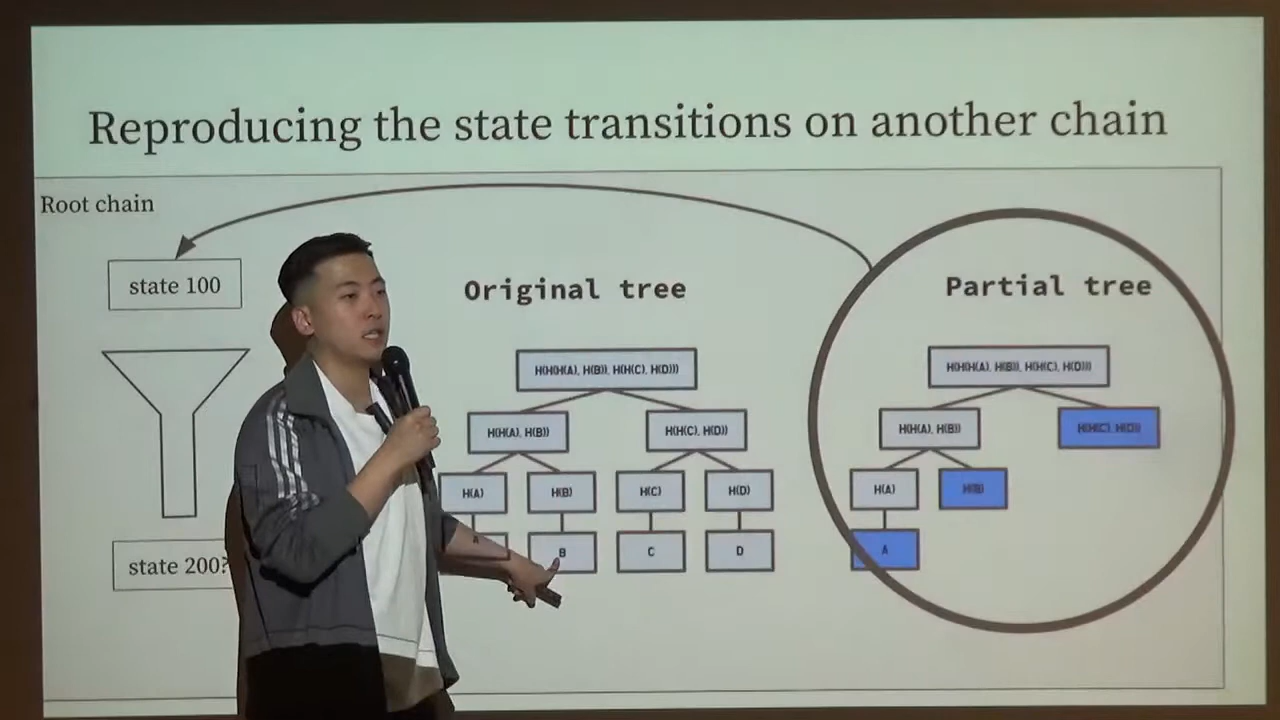 Reproducing the state transitions on another chain
Root chain
state 100
Original tree
Partial tree
H(H(H(A), H(B)), H(H(C), H(D)))
H(H(H(A), H(B)), H(H(C), H(D)))
H(H(A), H(B))
H(H(C), H(D))
H(H(A), H(B))
H(H(C), H(D))
H(A)
H(B)
H(C)
H(D)
H(A)
H(B)
A
B
C
D
A
state 200?